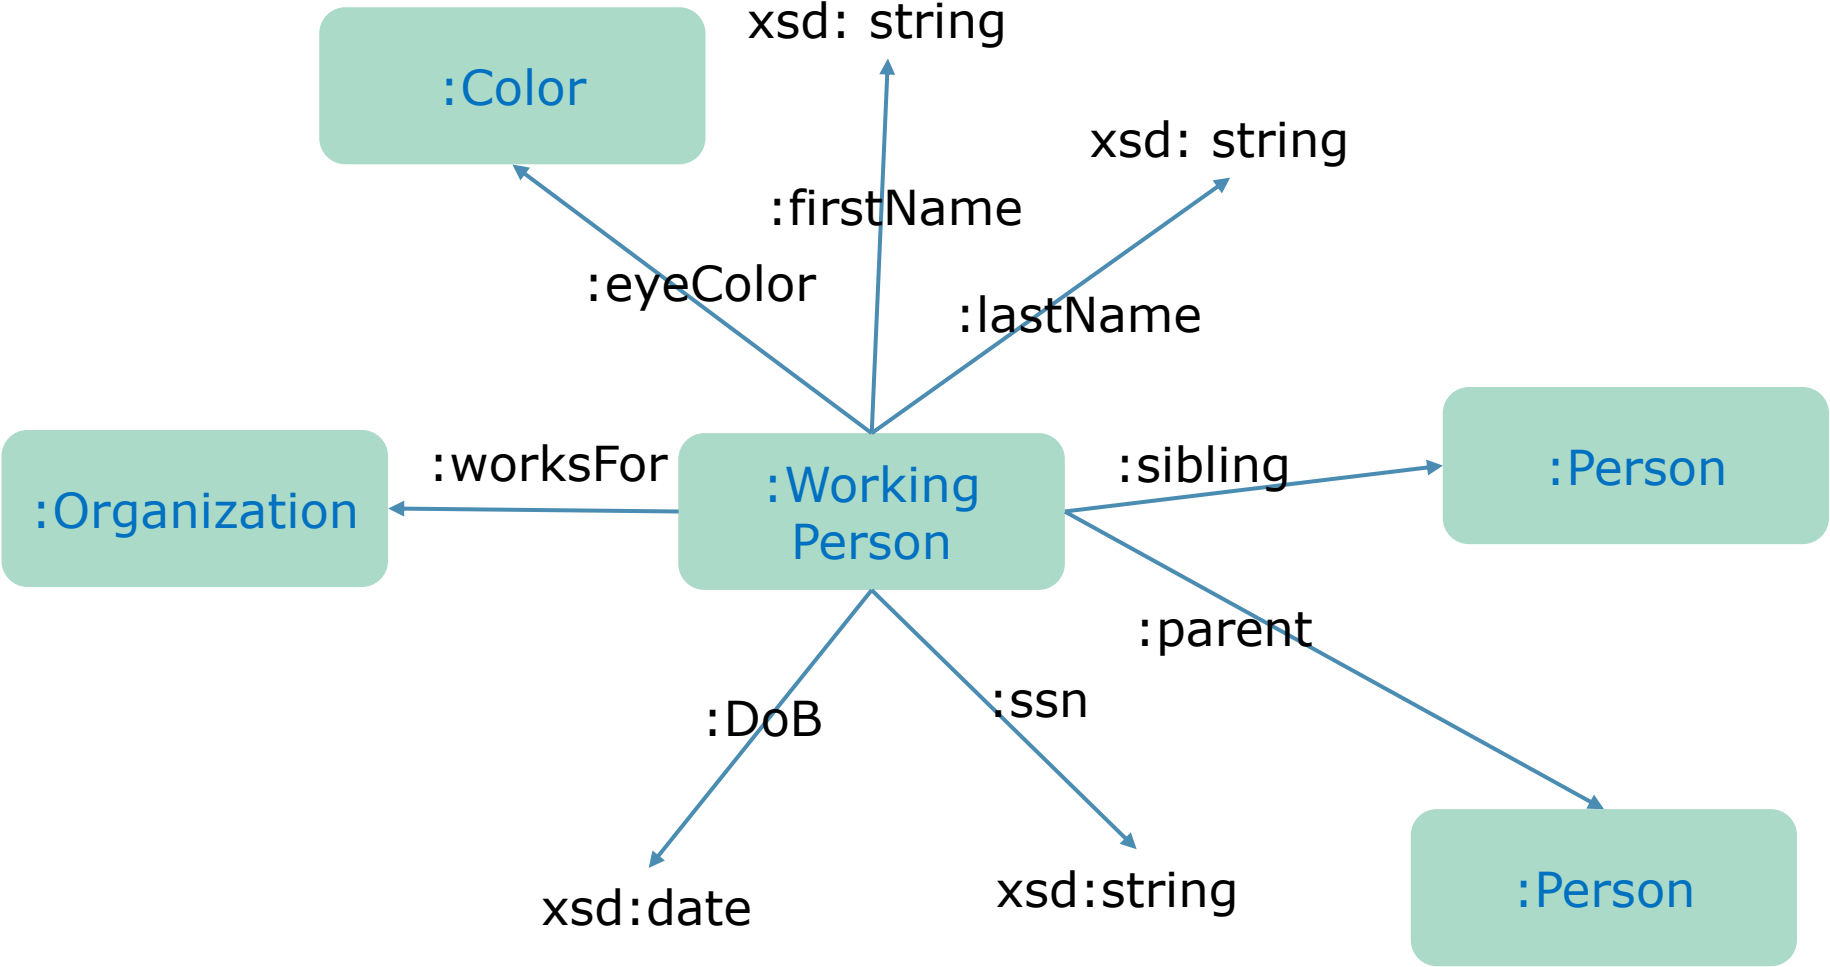 xsd: string
:Color
xsd: string
:firstName
:eyeColor
:lastName
:worksFor
:sibling
:Person
:Organization
:Working
Person
:parent
:ssn
:DoB
xsd:date
xsd:string
:Person